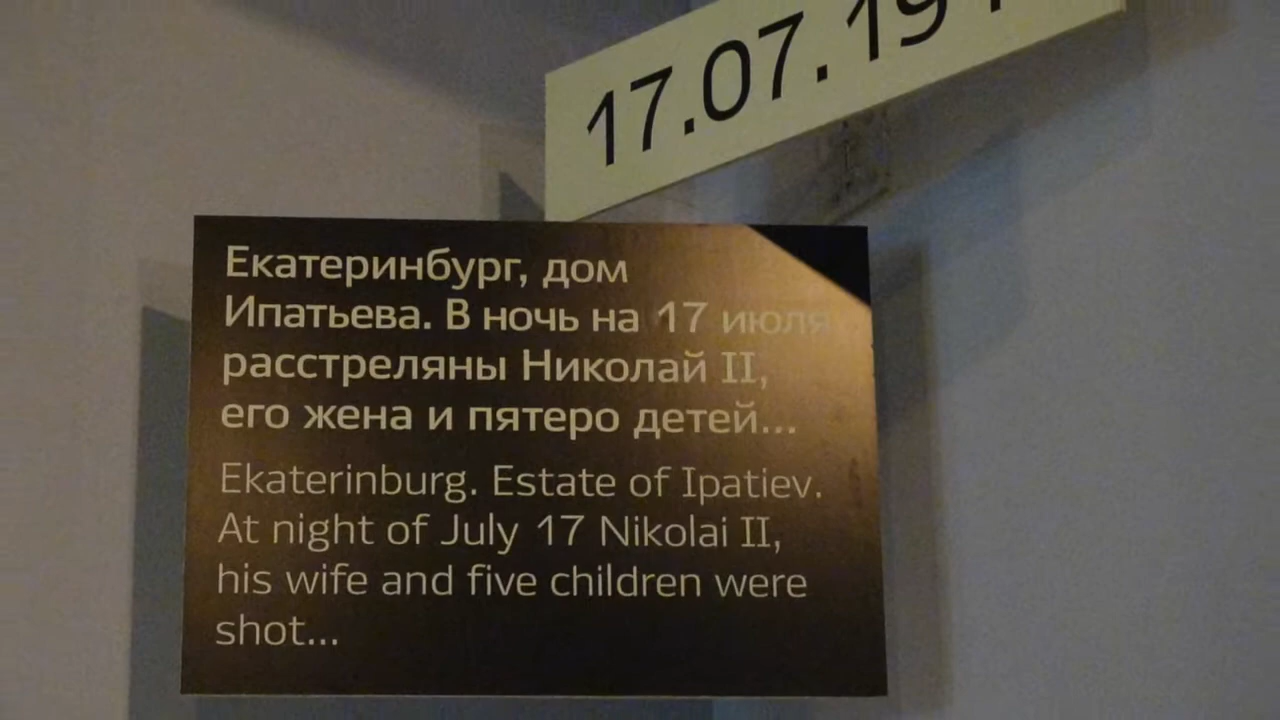 17.07.19
Екатеринбург, дом
Ипатьева. В ночь на 17 июля
расстреляны Николай II,
его жена и пятеро детей...
Ekaterinburg. Estate of Ipatiev.
At night of July 17 Nikolai II,
his wife and five children were
shot...